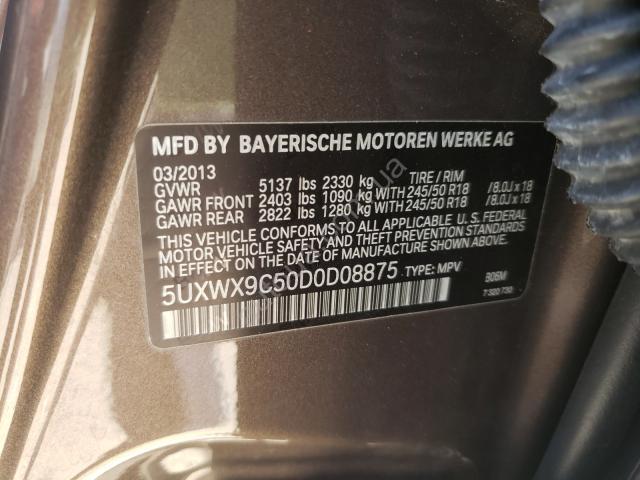 MFD BY BAYERISCHE MOTOREN WERKE AG
03/2013 TIRE / RIM
GVWR 5137 lbs 2330 kg
GAWR FRONT 2403 lbs 1090 kg WITH 245/50 R18 /8.0J x 18
GAWR REAR 2822 lbs 1280 kg WITH 245/50 R18 /8.0J x 18
THIS VEHICLE CONFORMS TO ALL APPLICABLE U. S. FEDERAL
MOTOR VEHICLE SAFETY AND THEFT PREVENTION STANDARDS
IN EFFECT ON THE DATE OF MANUFACTURE SHOWN ABOVE.
5UXWX9C50D0D08875 TYPE: MPV B06M
7 320 730